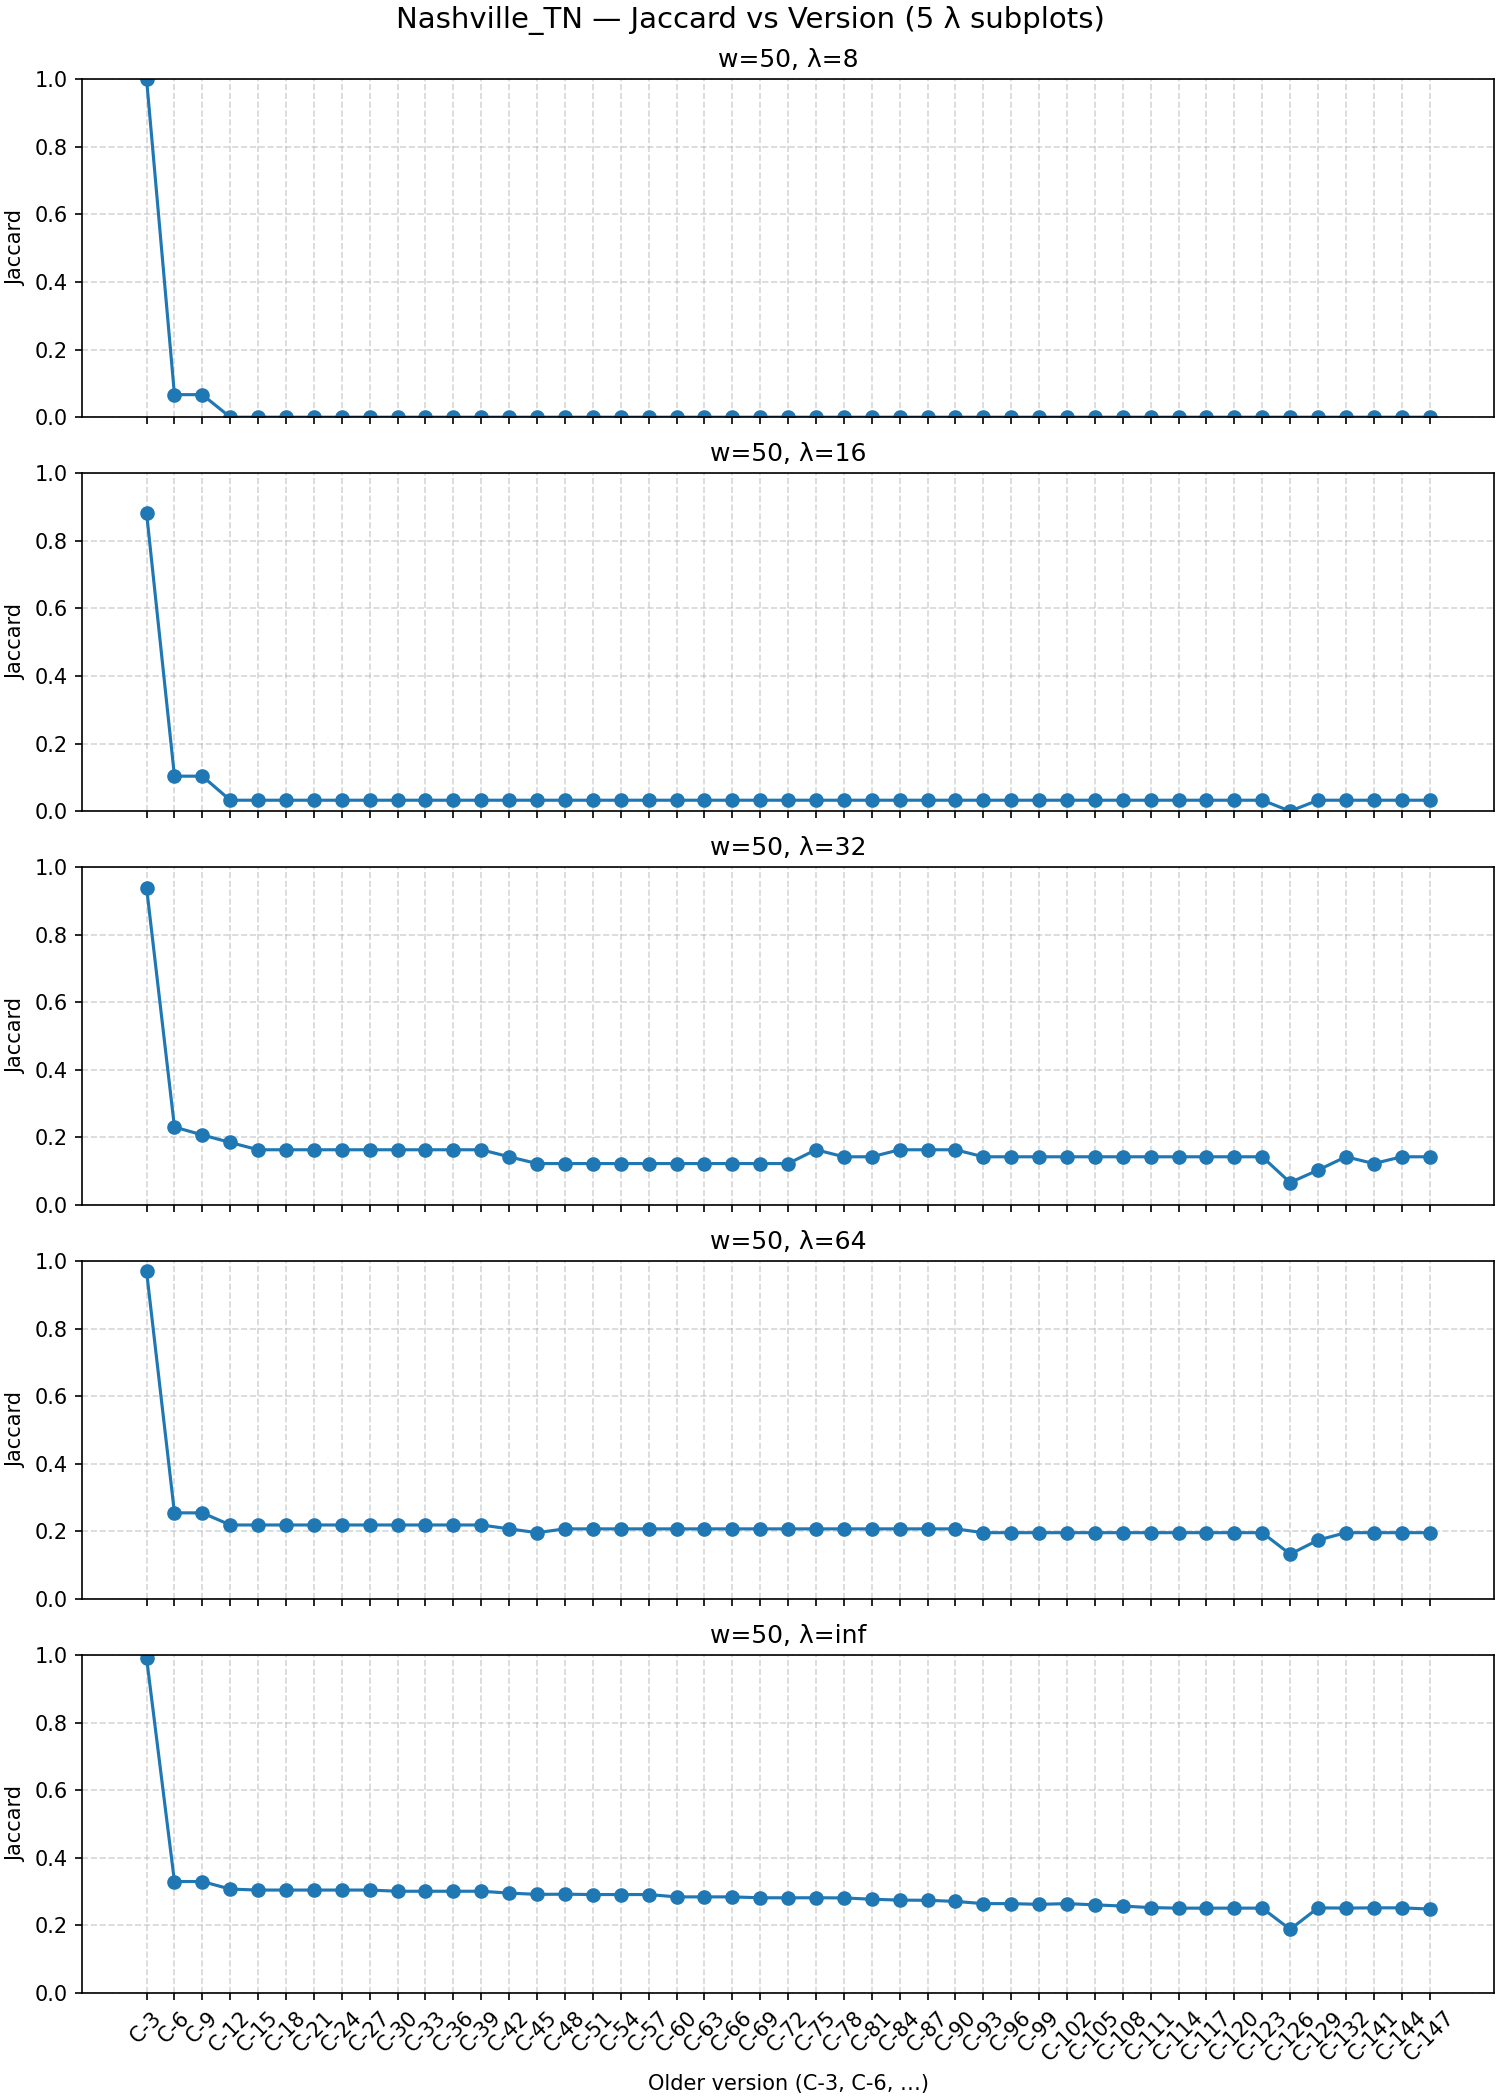 Nashville_TN — Jaccard vs Version (5 λ subplots)
w=50, λ=8
1.0
0.8
0.6
0.4
0.2
0.0
Jaccard
w=50, λ=16
1.0
0.8
0.6
0.4
0.2
0.0
Jaccard
w=50, λ=32
1.0
0.8
0.6
0.4
0.2
0.0
Jaccard
w=50, λ=64
1.0
0.8
0.6
0.4
0.2
0.0
Jaccard
w=50, λ=inf
1.0
0.8
0.6
0.4
0.2
0.0
Jaccard
C-3 C-6 C-9 C-12 C-15 C-18 C-21 C-24 C-27 C-30 C-33 C-36 C-39 C-42 C-45 C-48 C-51 C-54 C-57 C-60 C-63 C-66 C-69 C-72 C-75 C-78 C-81 C-84 C-87 C-90 C-93 C-96 C-99 C-102 C-105 C-108 C-111 C-114 C-117 C-120 C-123 C-126 C-129 C-132 C-141 C-144 C-147
Older version (C-3, C-6, ...)